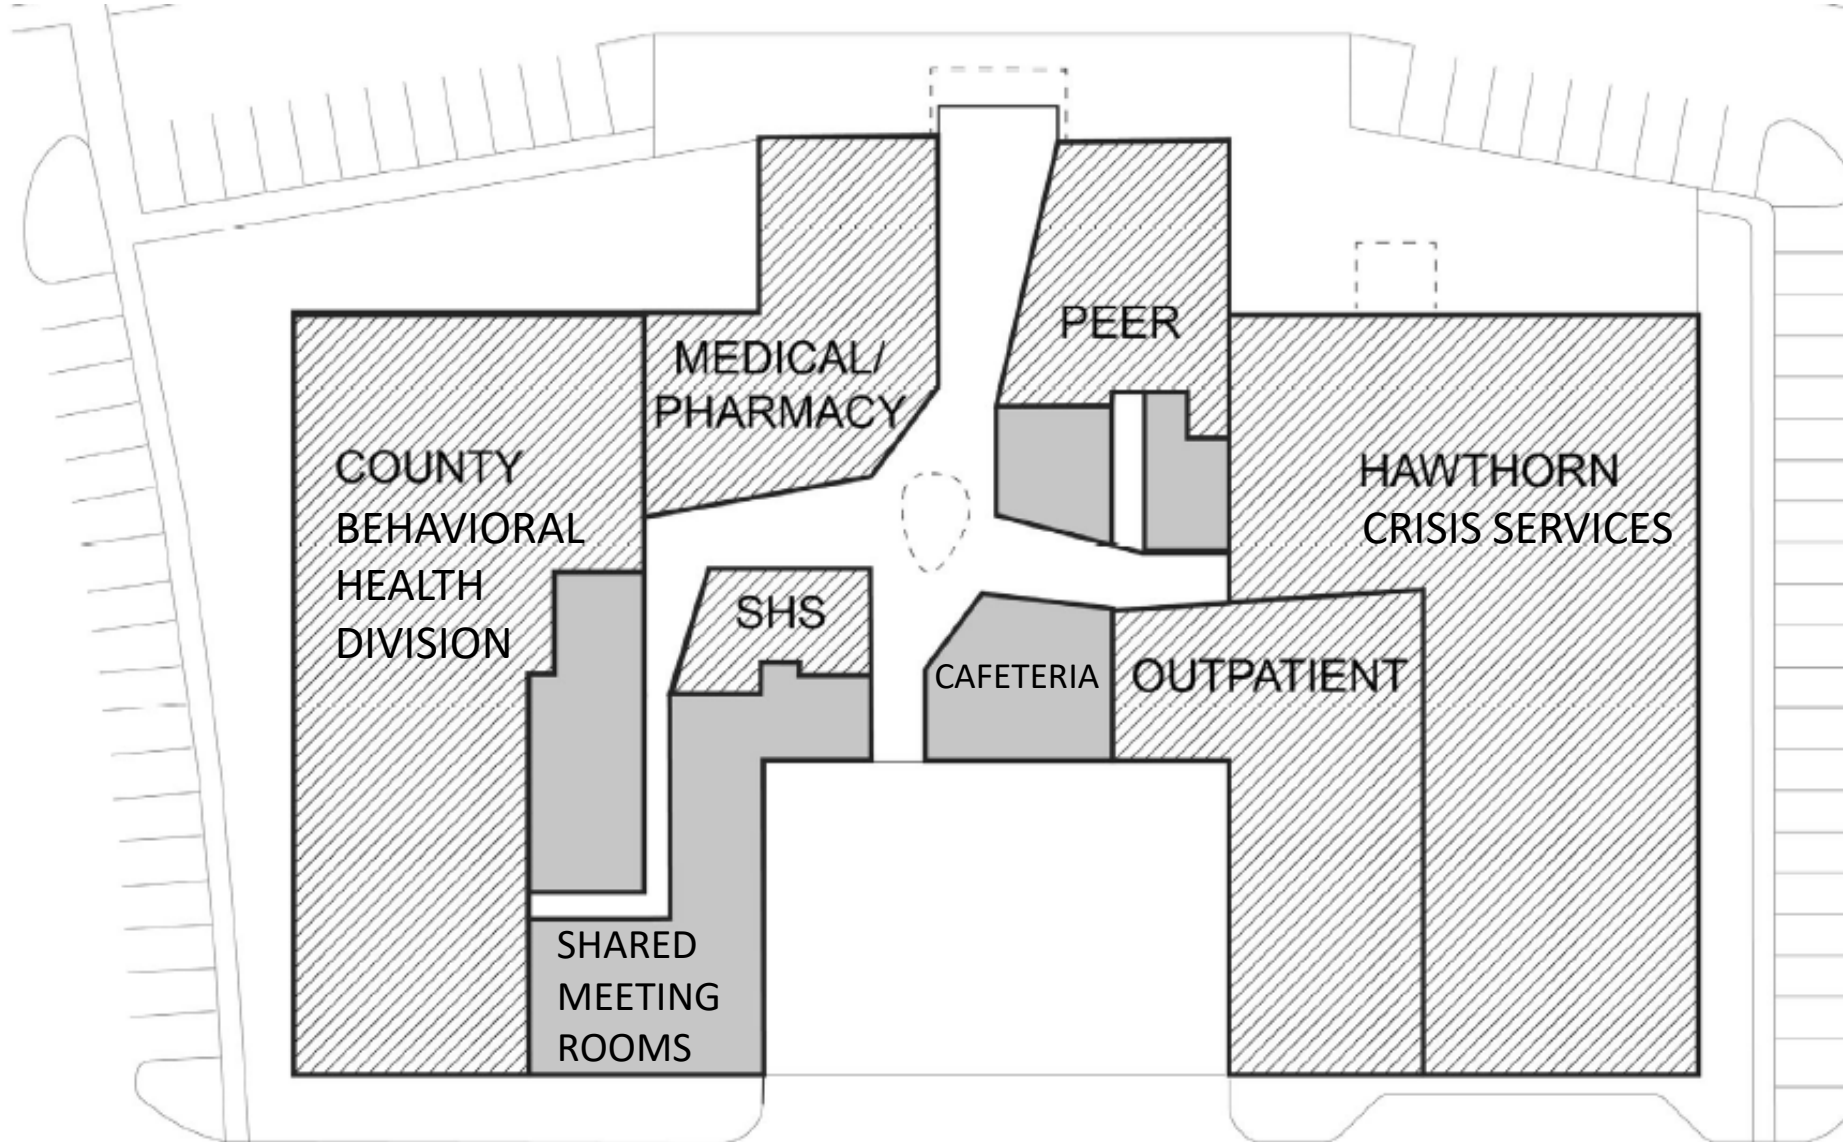 PEER
MEDICAL/
PHARMACY
COUNTY
BEHAVIORAL
HEALTH
DIVISION
HAWTHORN
CRISIS SERVICES
SHS
CAFETERIA
OUTPATIENT
SHARED
MEETING
ROOMS